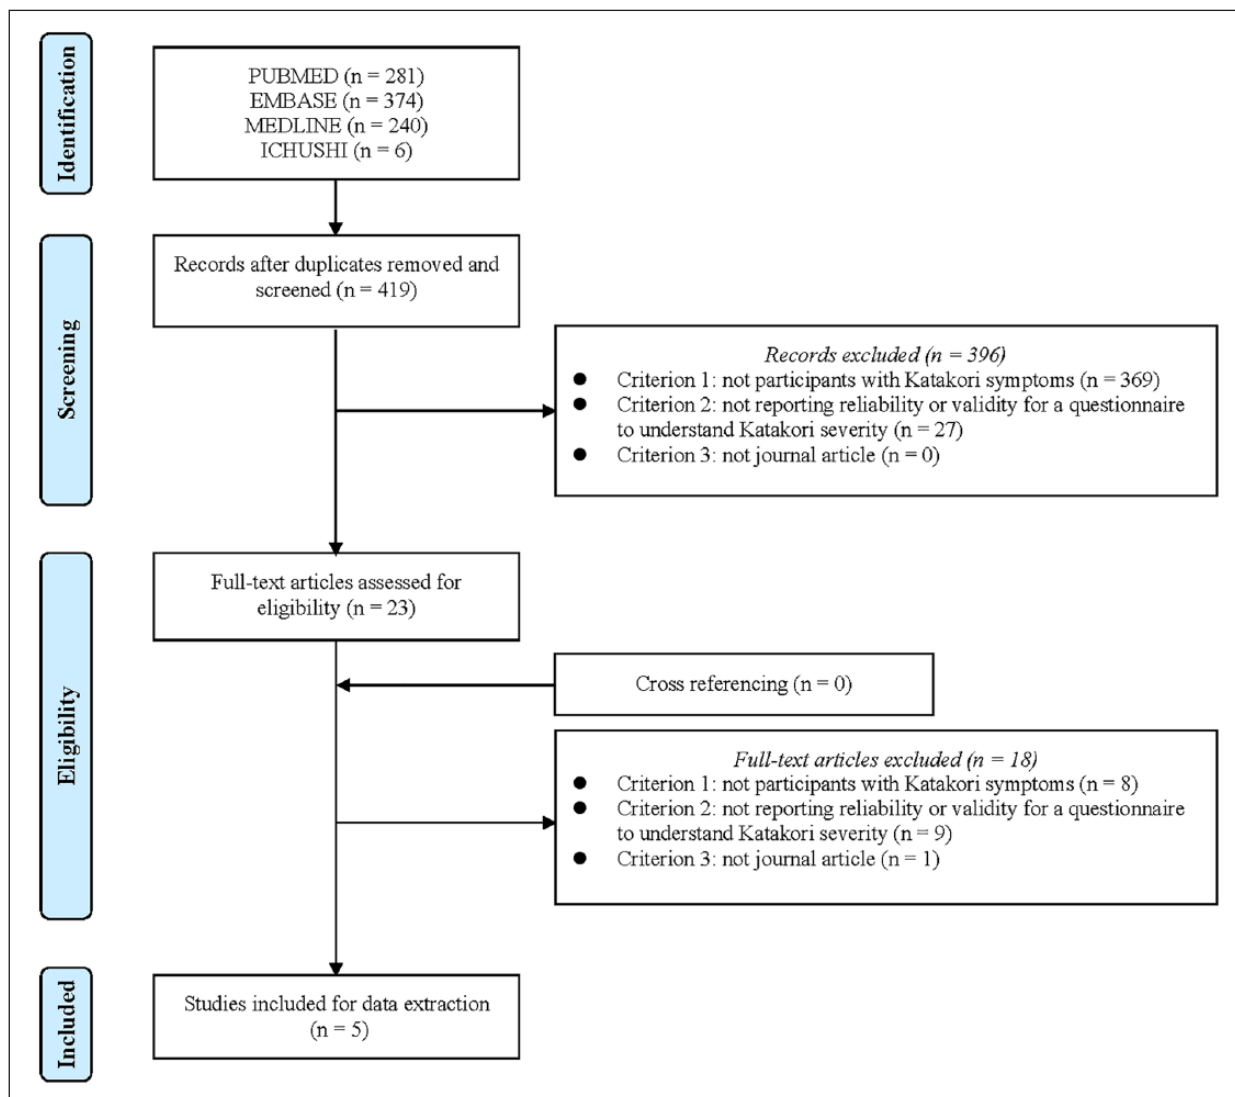 Identification
PUBMED (n = 281)
EMBASE (n = 374)
MEDLINE (n = 240)
ICHUSHI (n = 6)
Screening
Records after duplicates removed and
screened (n = 419)
Records excluded (n = 396)
● Criterion 1: not participants with Katakori symptoms (n = 369)
● Criterion 2: not reporting reliability or validity for a questionnaire
to understand Katakori severity (n = 27)
● Criterion 3: not journal article (n = 0)
Eligibility
Full-text articles assessed for
eligibility (n = 23)
Cross referencing (n = 0)
Full-text articles excluded (n = 18)
● Criterion 1: not participants with Katakori symptoms (n = 8)
● Criterion 2: not reporting reliability or validity for a questionnaire
to understand Katakori severity (n = 9)
● Criterion 3: not journal article (n = 1)
Included
Studies included for data extraction
(n = 5)